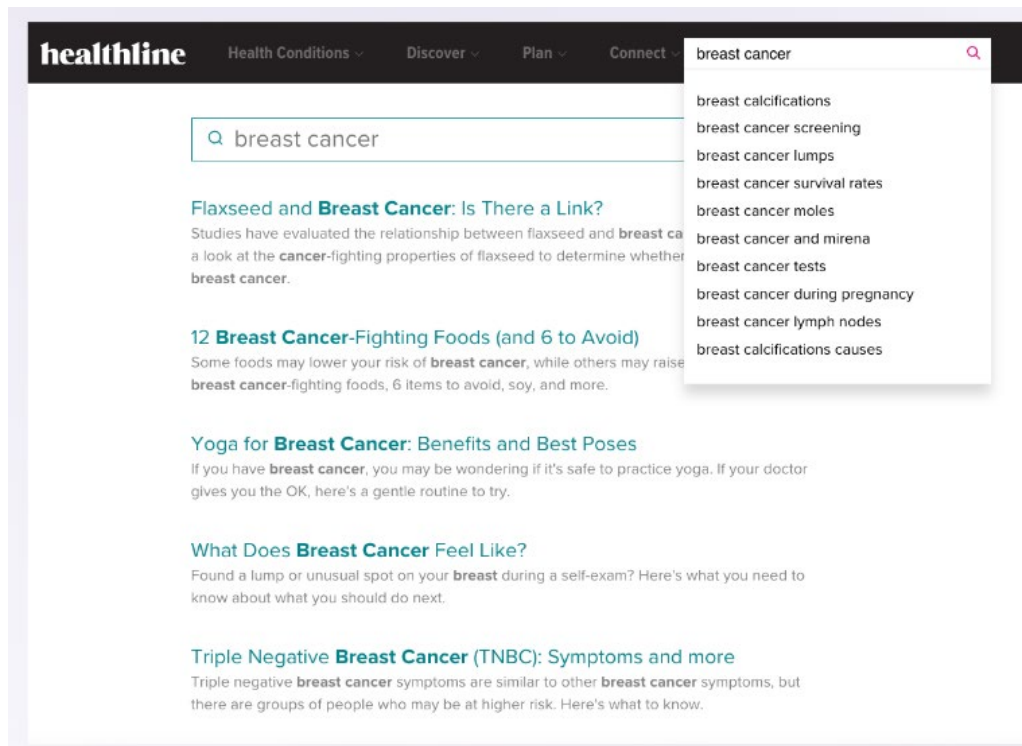 healthline
Health Conditions
Discover
Plan
Connect
breast cancer
breast calcifications
breast cancer screening
breast cancer lumps
breast cancer survival rates
breast cancer moles
breast cancer and mirena
breast cancer tests
breast cancer during pregnancy
breast cancer lymph nodes
breast calcifications causes
breast cancer
Flaxseed and Breast Cancer: Is There a Link?
Studies have evaluated the relationship between flaxseed and breast
a look at the cancer-fighting properties of flaxseed to determine whether
breast cancer.
12 Breast Cancer-Fighting Foods (and 6 to Avoid)
Some foods may lower your risk of breast cancer, while others may raise
breast cancer-fighting foods, 6 items to avoid, soy, and more.
Yoga for Breast Cancer: Benefits and Best Poses
If you have breast cancer, you may be wondering if it's safe to practice yoga. If your doctor
gives you the OK, here's a gentle routine to try.
What Does Breast Cancer Feel Like?
Found a lump or unusual spot on your breast during a self-exam? Here's what you need to
know about what you should do next.
Triple Negative Breast Cancer (TNBC): Symptoms and more
Triple negative breast cancer symptoms are similar to other breast cancer symptoms, but
there are groups of people who may be at higher risk. Here's what to know.